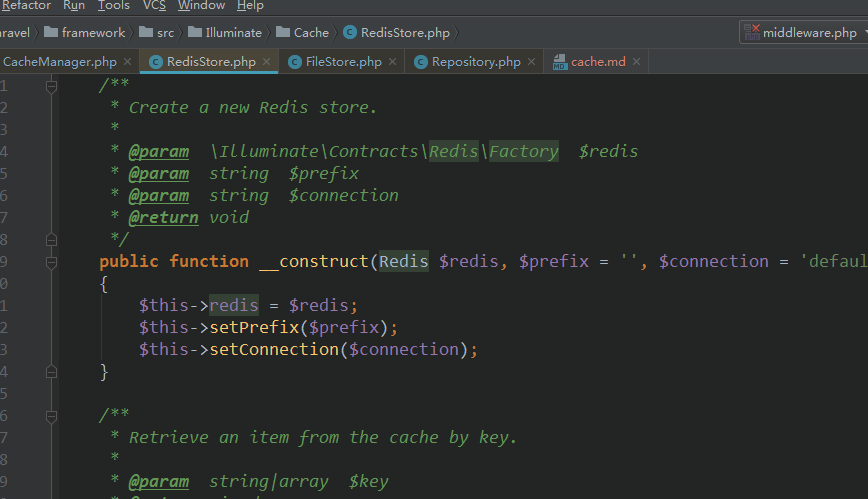 Refactor Run Tools VCS Window Help
ravel framework src Illuminate Cache RedisStore.php middleware.php
CacheManager.php × RedisStore.php × FileStore.php × Repository.php × cache.md ×
1 /**
2 * Create a new Redis store.
3 *
4 * @param \Illuminate\Contracts\Redis\Factory $redis
5 * @param string $prefix
6 * @param string $connection
7 * @return void
8 */
9 public function __construct(Redis $redis, $prefix = '', $connection = 'defaul
0 {
1 $this->redis = $redis;
2 $this->setPrefix($prefix);
3 $this->setConnection($connection);
4 }
5
6 /**
7 * Retrieve an item from the cache by key.
8 *
9 * @param string|array $key